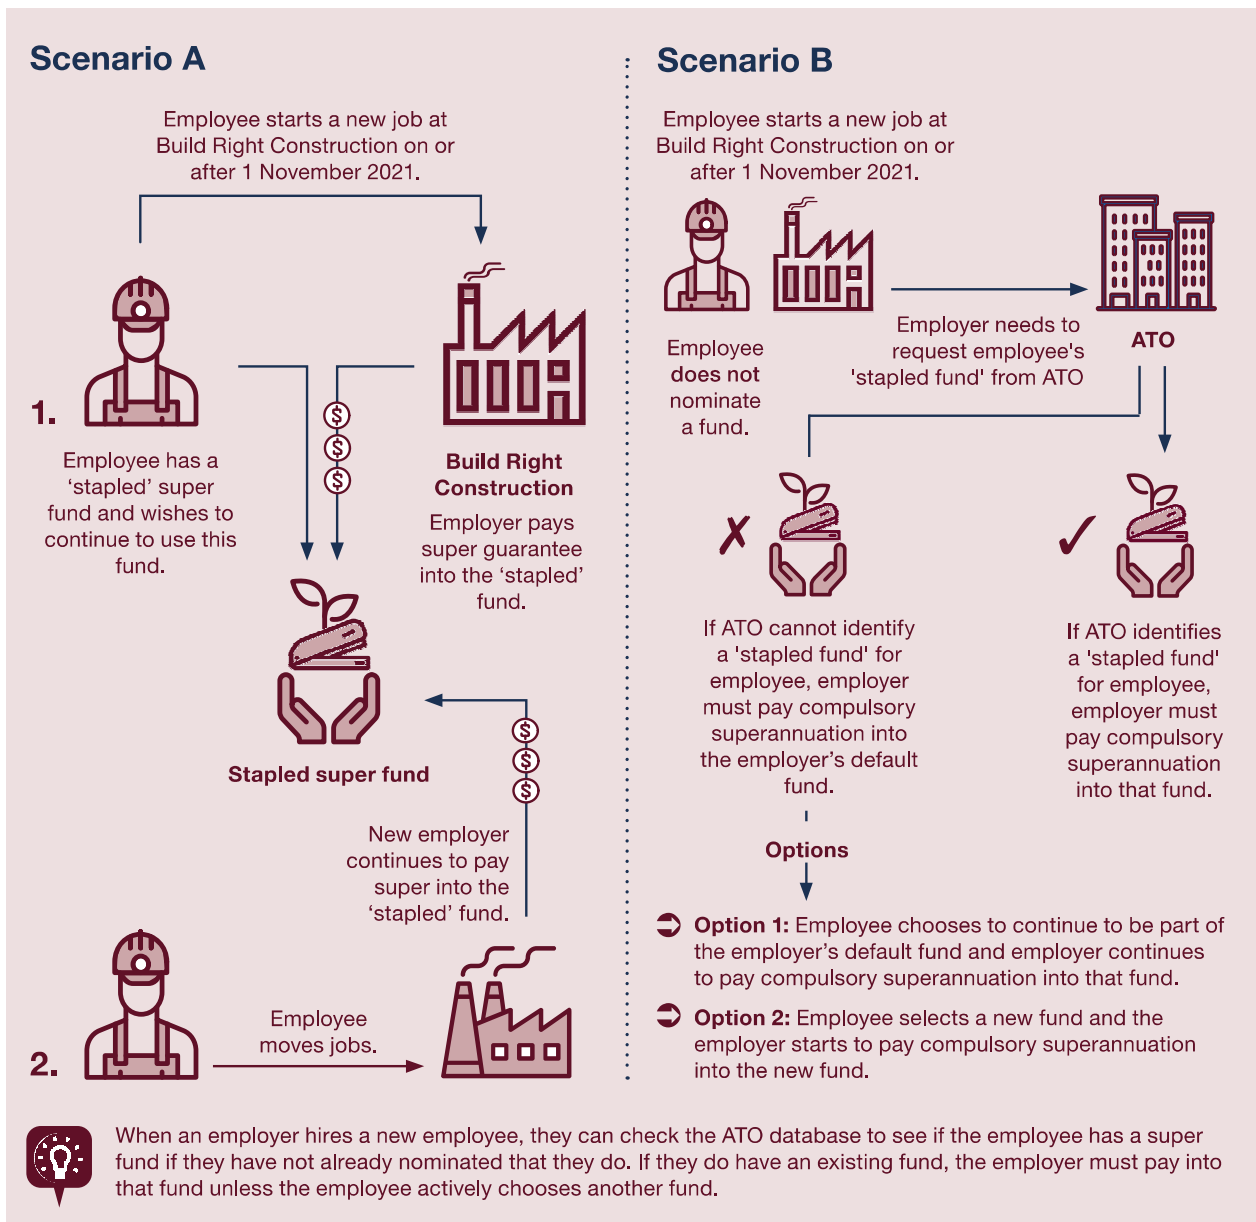 Scenario A
Employee starts a new job at
Build Right Construction on or
after 1 November 2021.
1.
Employee has a
‘stapled’ super
fund and wishes to
continue to use this
fund.
$
$
$
Build Right
Construction
Employer pays
super guarantee
into the ‘stapled’
fund.
Stapled super fund
$
$
$
New employer
continues to pay
super into the
‘stapled’ fund.
2.
Employee
moves jobs.
Scenario B
Employee starts a new job at
Build Right Construction on or
after 1 November 2021.
Employee
does not
nominate
a fund.
Employer needs to
request employee's
'stapled fund' from ATO
ATO
If ATO cannot identify
a 'stapled fund' for
employee, employer
must pay compulsory
superannuation into
the employer’s default
fund.
If ATO identifies
a 'stapled fund'
for employee,
employer must
pay compulsory
superannuation
into that fund.
Options
Option 1: Employee chooses to continue to be part of
the employer’s default fund and employer continues
to pay compulsory superannuation into that fund.
Option 2: Employee selects a new fund and the
employer starts to pay compulsory superannuation
into the new fund.
When an employer hires a new employee, they can check the ATO database to see if the employee has a super
fund if they have not already nominated that they do. If they do have an existing fund, the employer must pay into
that fund unless the employee actively chooses another fund.